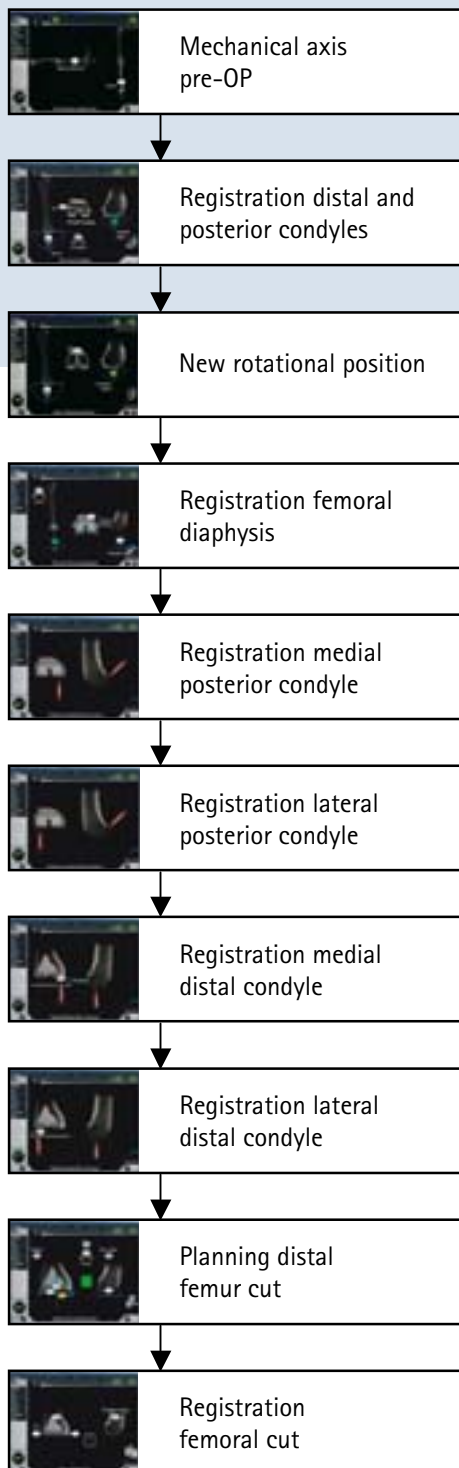 Mechanical axis
pre-OP
Registration distal and
posterior condyles
New rotational position
Registration femoral
diaphysis
Registration medial
posterior condyle
Registration lateral
posterior condyle
Registration medial
distal condyle
Registration lateral
distal condyle
Planning distal
femur cut
Registration
femoral cut